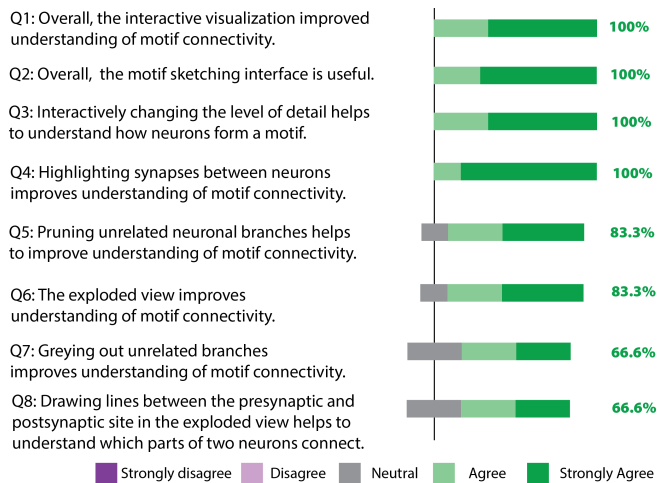 Q1: Overall, the interactive visualization improved
understanding of motif connectivity.
100%
Q2: Overall, the motif sketching interface is useful.
100%
Q3: Interactively changing the level of detail helps
to understand how neurons form a motif.
100%
Q4: Highlighting synapses between neurons
improves understanding of motif connectivity.
100%
Q5: Pruning unrelated neuronal branches helps
to improve understanding of motif connectivity.
83.3%
Q6: The exploded view improves
understanding of motif connectivity.
83.3%
Q7: Greying out unrelated branches
improves understanding of motif connectivity.
66.6%
Q8: Drawing lines between the presynaptic and
postsynaptic site in the exploded view helps to
understand which parts of two neurons connect.
66.6%
Strongly disagree Disagree Neutral Agree Strongly Agree